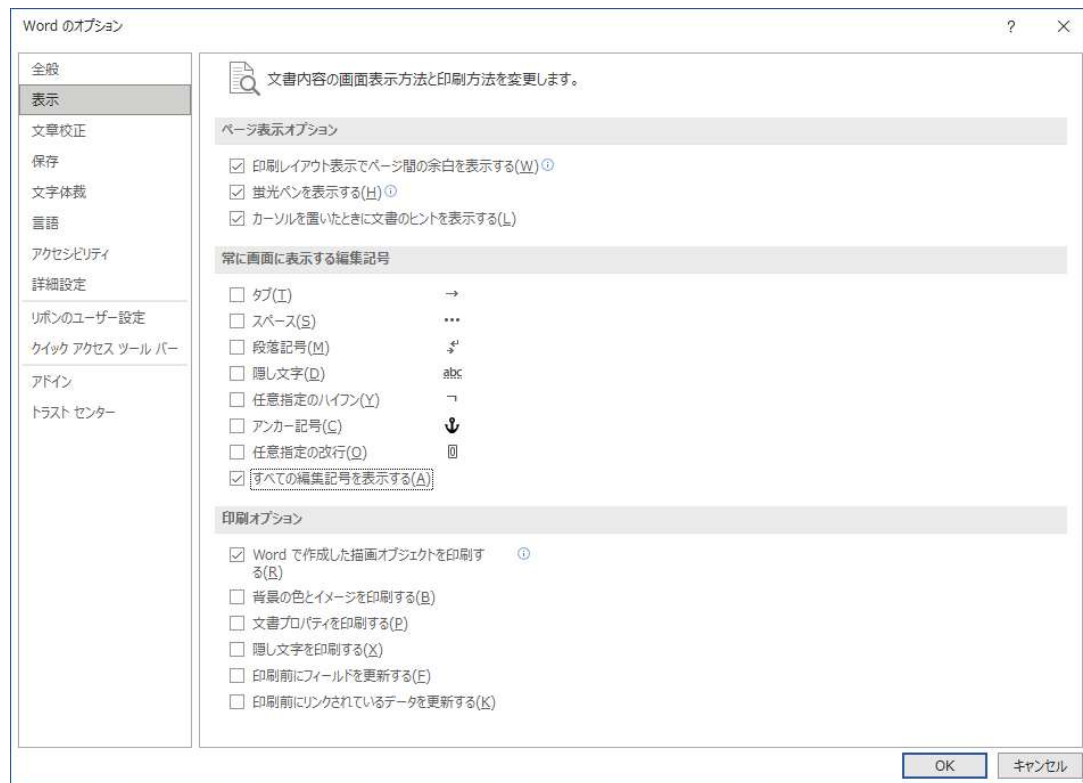 Word のオプション
? ×
全般
表示
文章校正
保存
文字体裁
言語
アクセシビリティ
詳細設定
リボンのユーザー設定
クイック アクセス ツール バー
アドイン
トラスト センター
文書内容の画面表示方法と印刷方法を変更します。
ページ表示オプション
印刷レイアウト表示でページ間の余白を表示する(W)
蛍光ペンを表示する(H)
カーソルを置いたときに文書のヒントを表示する(L)
常に画面に表示する編集記号
タブ(T) →
スペース(S) ···
段落記号(M)
隠し文字(D) abc
任意指定のハイフン(Y) ¬
アンカー記号(C)
任意指定の改行(O)
すべての編集記号を表示する(A)
印刷オプション
Word で作成した描画オブジェクトを印刷す
る(R)
背景の色とイメージを印刷する(B)
文書プロパティを印刷する(P)
隠し文字を印刷する(X)
印刷前にフィールドを更新する(F)
印刷前にリンクされているデータを更新する(K)
OK キャンセル